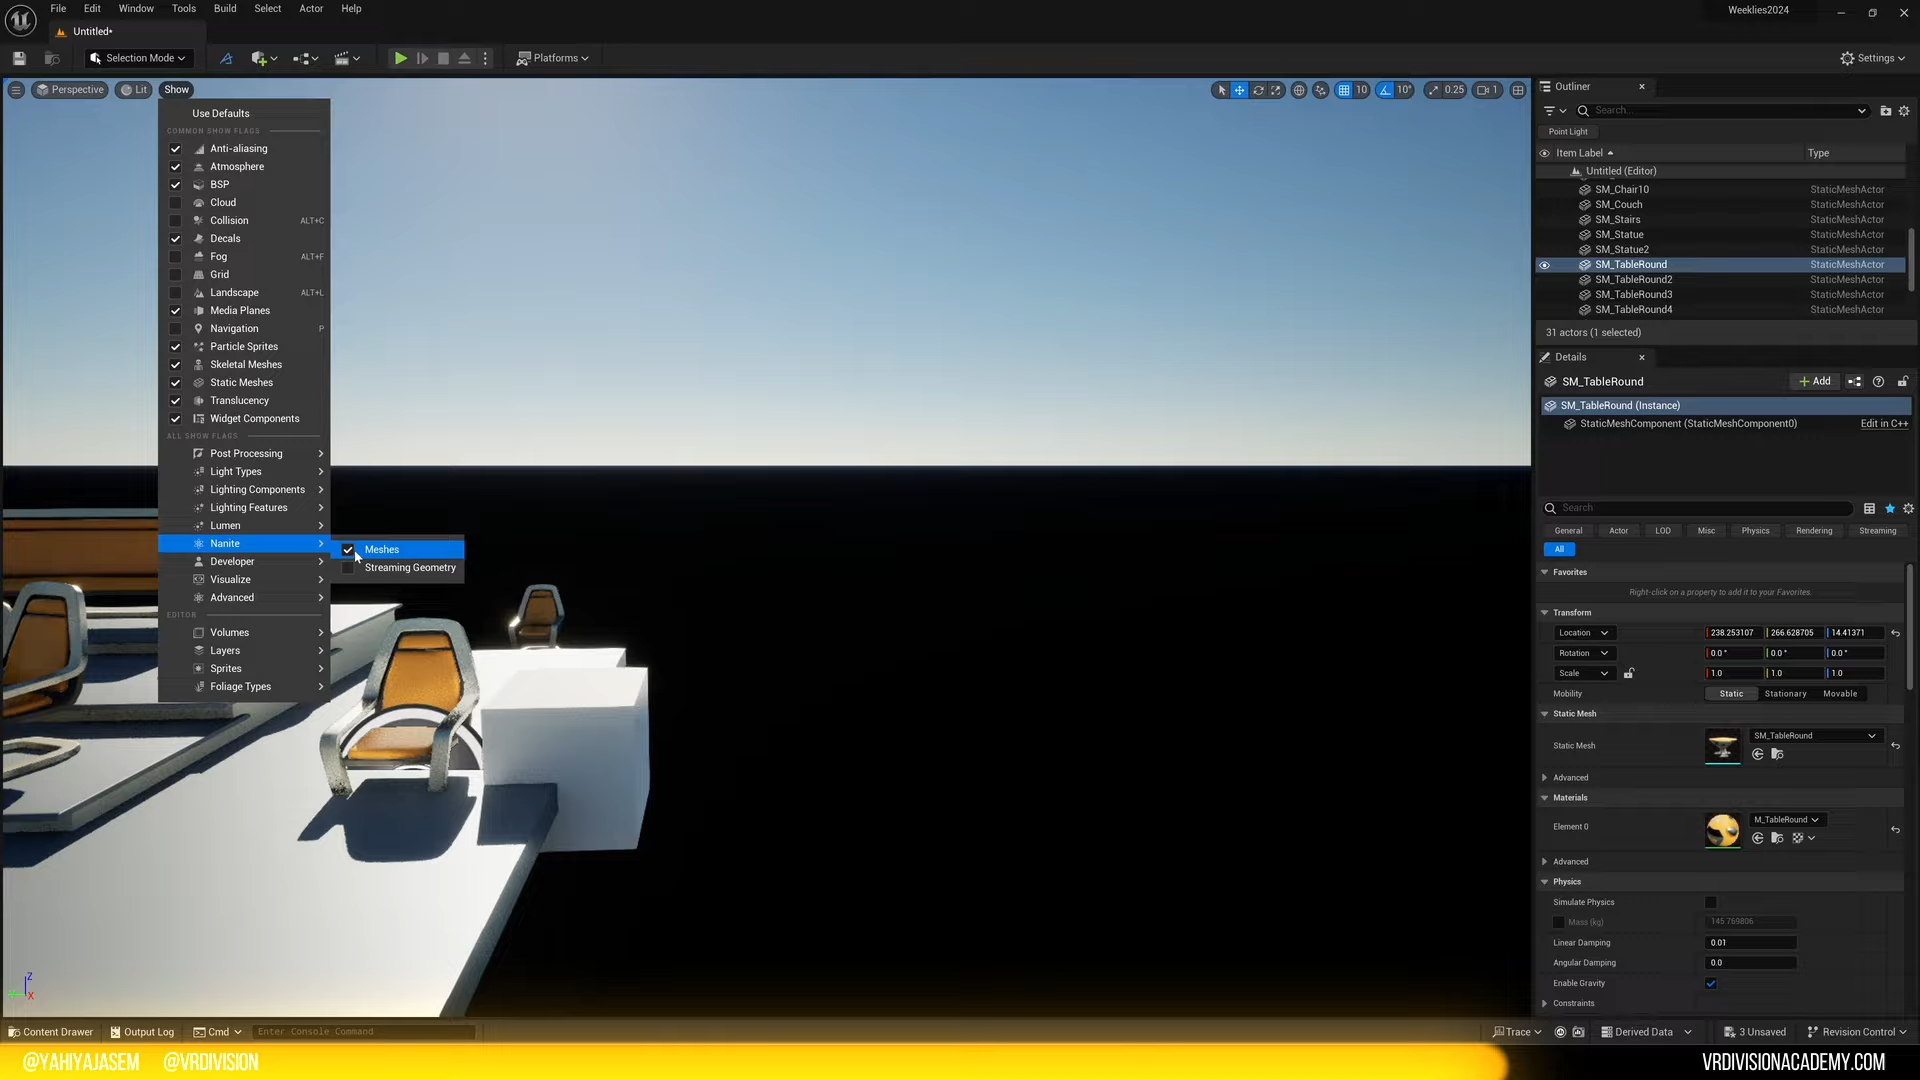 File Edit Window Tools Build Select Actor Help
Weeklies2024
Untitled*
Selection Mode
Platforms
Settings
Perspective Lit Show
10 10° 0.25 1
Use Defaults
COMMON SHOW FLAGS
Anti-aliasing
Atmosphere
BSP
Cloud
Collision ALT+C
Decals
Fog ALT+F
Grid
Landscape ALT+L
Media Planes
Navigation P
Particle Sprites
Skeletal Meshes
Static Meshes
Translucency
Widget Components
ALL SHOW FLAGS
Post Processing
Light Types
Lighting Components
Lighting Features
Lumen
Nanite
Developer
Visualize
Advanced
EDITOR
Volumes
Layers
Sprites
Foliage Types
Meshes
Streaming Geometry
Z
X
Outliner
Search...
Point Light
Item Label Type
Untitled (Editor)
SM_Chair10 StaticMeshActor
SM_Couch StaticMeshActor
SM_Stairs StaticMeshActor
SM_Statue StaticMeshActor
SM_Statue2 StaticMeshActor
SM_TableRound StaticMeshActor
SM_TableRound2 StaticMeshActor
SM_TableRound3 StaticMeshActor
SM_TableRound4 StaticMeshActor
31 actors (1 selected)
Details
SM_TableRound
Add
SM_TableRound (Instance)
StaticMeshComponent (StaticMeshComponent0) Edit in C++
Search
General Actor LOD Misc Physics Rendering Streaming
All
Favorites
Right-click on a property to add it to your Favorites.
Transform
Location 238.253107 266.628705 14.41371
Rotation 0.0° 0.0° 0.0°
Scale 1.0 1.0 1.0
Mobility Static Stationary Movable
Static Mesh
Static Mesh SM_TableRound
Advanced
Materials
Element 0 M_TableRound
Advanced
Physics
Simulate Physics
Mass (kg) 145.769806
Linear Damping 0.01
Angular Damping 0.0
Enable Gravity
Constraints
Content Drawer Output Log Cmd Enter Console Command
Trace Derived Data 3 Unsaved Revision Control
@YAHIYAJASEM @VRDIVISION
VRDIVISIONACADEMY.COM